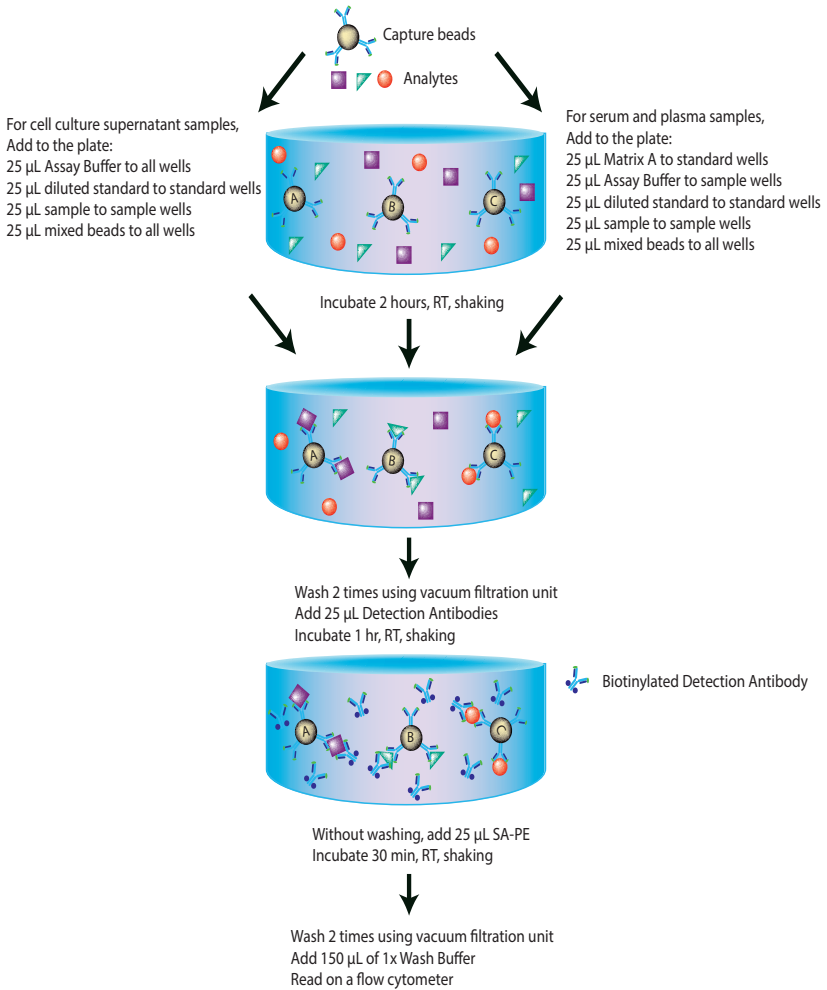 Capture beads
Analytes
For cell culture supernatant samples,
Add to the plate:
25 µL Assay Buffer to all wells
25 µL diluted standard to standard wells
25 µL sample to sample wells
25 µL mixed beads to all wells
For serum and plasma samples,
Add to the plate:
25 µL Matrix A to standard wells
25 µL Assay Buffer to sample wells
25 µL diluted standard to standard wells
25 µL sample to sample wells
25 µL mixed beads to all wells
A
B
C
Incubate 2 hours, RT, shaking
A
B
C
Wash 2 times using vacuum filtration unit
Add 25 µL Detection Antibodies
Incubate 1 hr, RT, shaking
Biotinylated Detection Antibody
A
B
C
Without washing, add 25 µL SA-PE
Incubate 30 min, RT, shaking
Wash 2 times using vacuum filtration unit
Add 150 µL of 1x Wash Buffer
Read on a flow cytometer